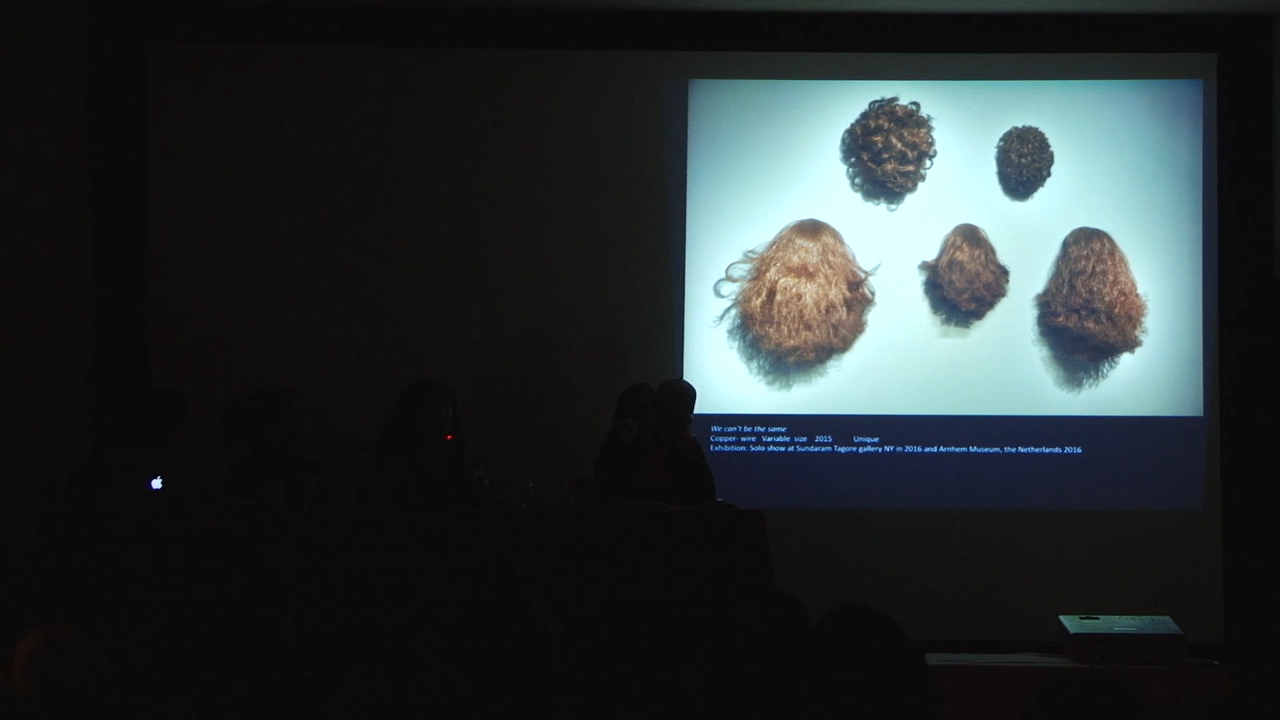 We can't be the same
Copper- wire Variable size 2015 Unique
Exhibition: Solo show at Sundaram Tagore gallery NY in 2016 and Arnhem Museum, the Netherlands 2016